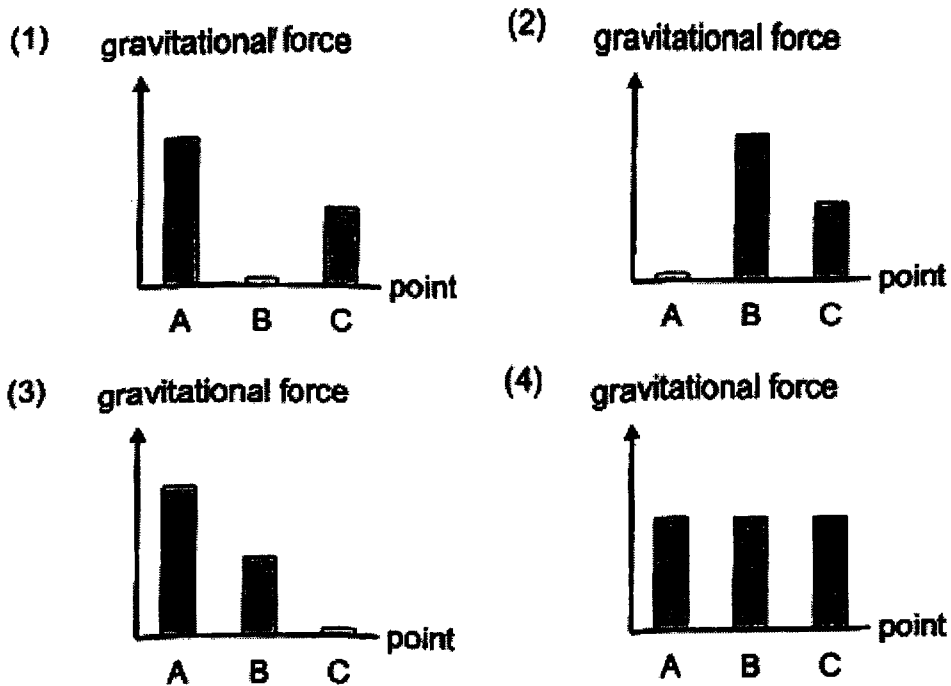 (1) gravitational force
point
A B C
(2) gravitational force
point
A B C
(3) gravitational force
point
A B C
(4) gravitational force
point
A B C